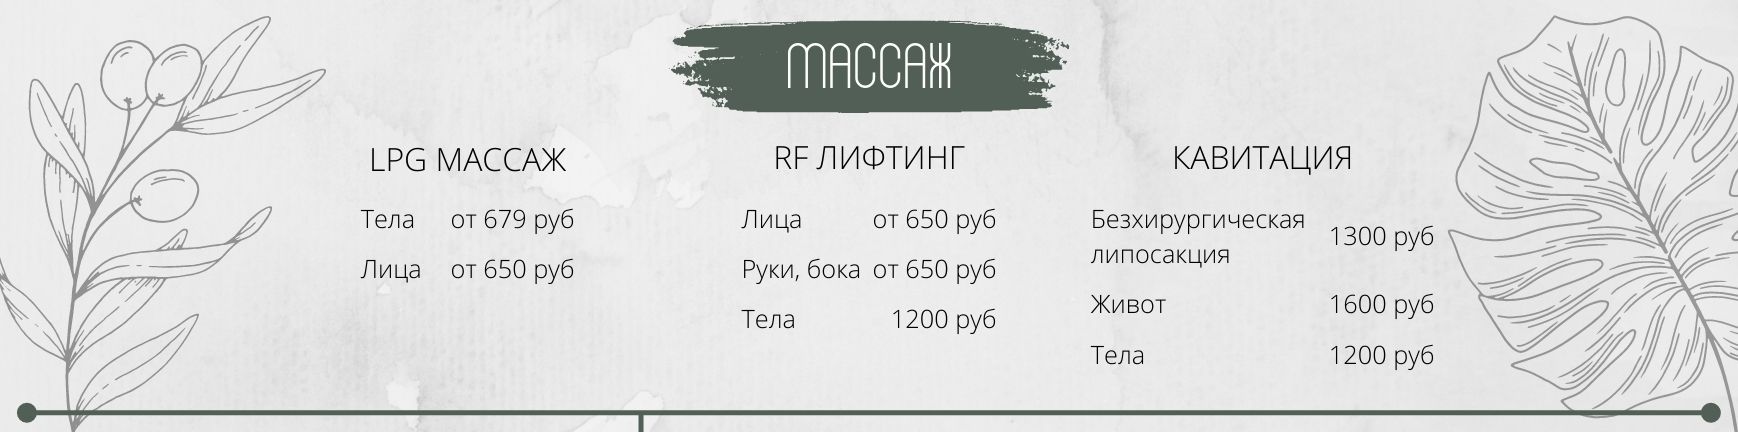 МАССАЖ
LPG МАССАЖ
Тела от 679 руб
Лица от 650 руб
RF ЛИФТИНГ
Лица от 650 руб
Руки, бока от 650 руб
Тела 1200 руб
КАВИТАЦИЯ
Безхирургическая
липосакция
1300 руб
Живот 1600 руб
Тела 1200 руб